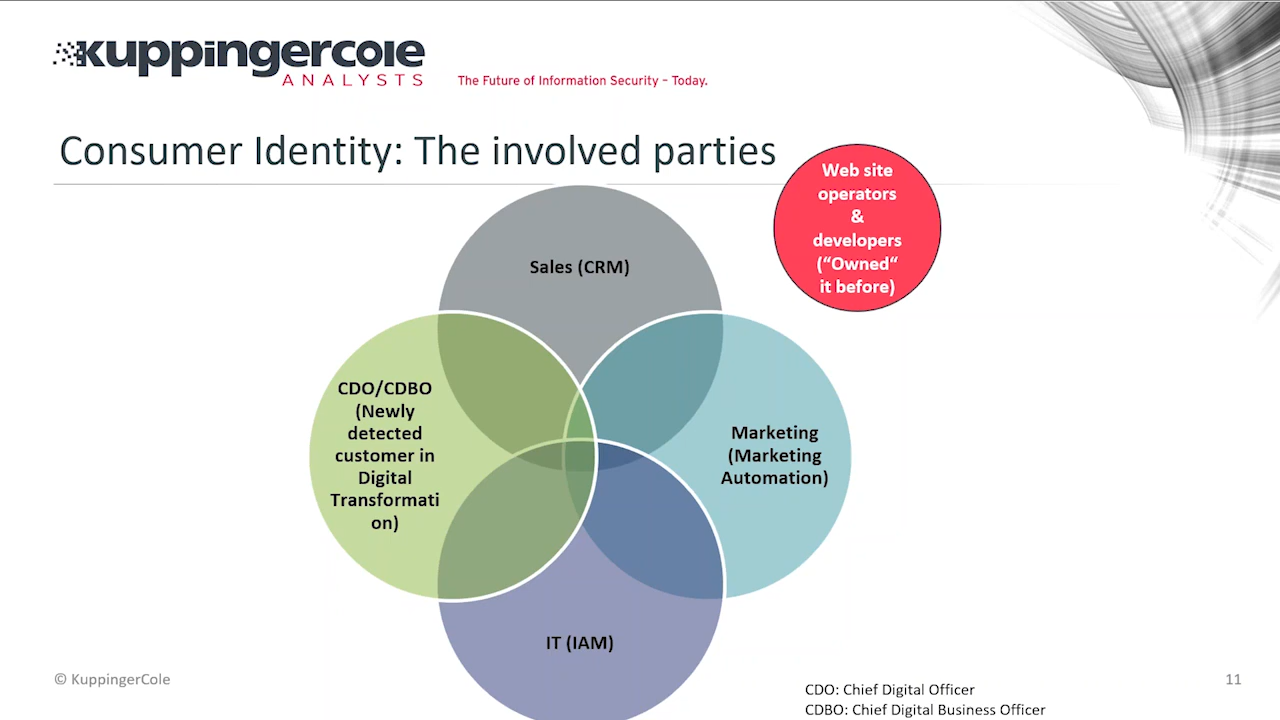 kuppingercole
ANALYSTS
The Future of Information Security – Today.
Consumer Identity: The involved parties
Web site
operators
&
developers
(“Owned“
it before)
Sales (CRM)
CDO/CDBO
(Newly
detected
customer in
Digital
Transformati
on)
Marketing
(Marketing
Automation)
IT (IAM)
© KuppingerCole
CDO: Chief Digital Officer
CDBO: Chief Digital Business Officer
11